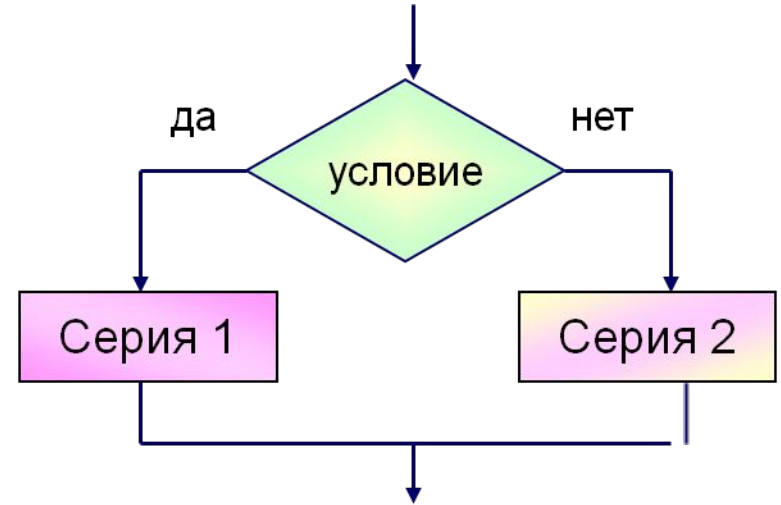 да
нет
условие
Серия 1
Серия 2